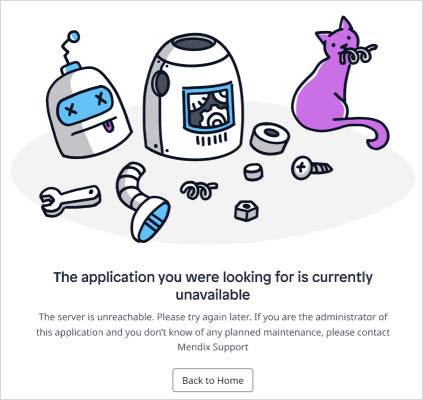 The application you were looking for is currently
unavailable
The server is unreachable. Please try again later. If you are the administrator of
this application and you don't know of any planned maintenance, please contact
Mendix Support
Back to Home